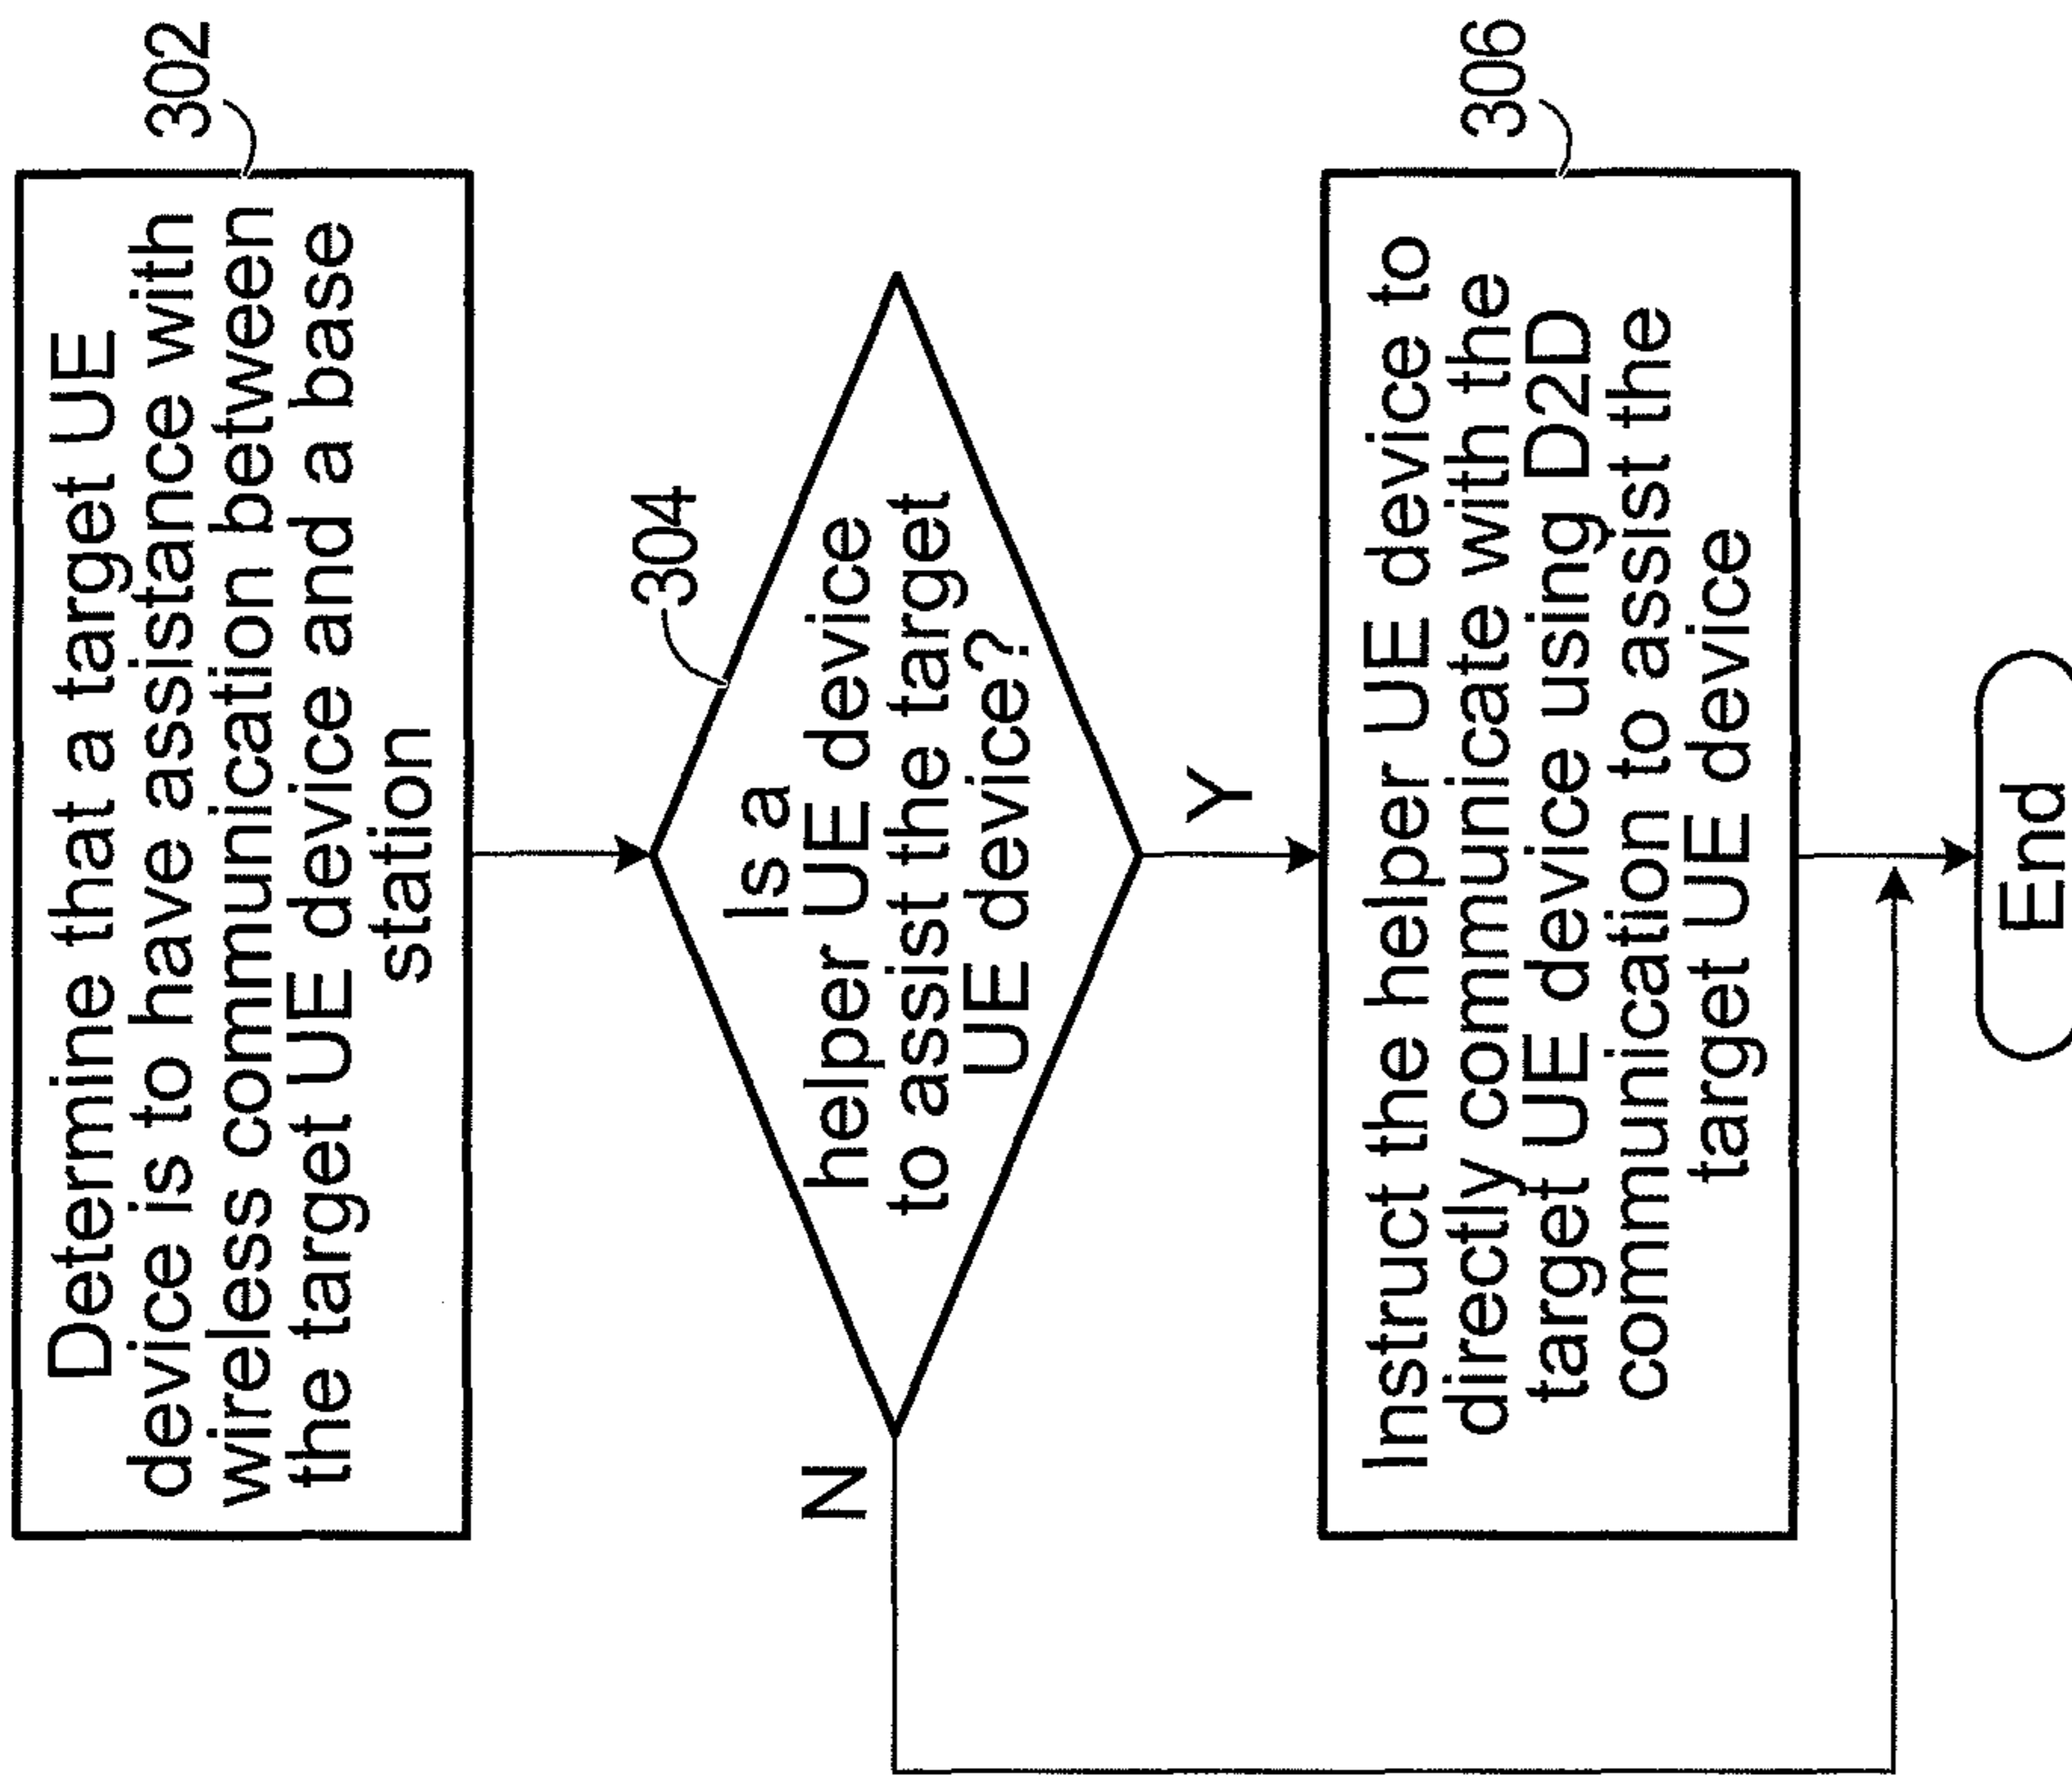 Determine that a target UE
device is to have assistance with
wireless communication between
the target UE device and a base
station
302
304
Is a
helper UE device
to assist the target
UE device?
N
Y
Instruct the helper UE device to
directly communicate with the
target UE device using D2D
communication to assist the
target UE device
306
End